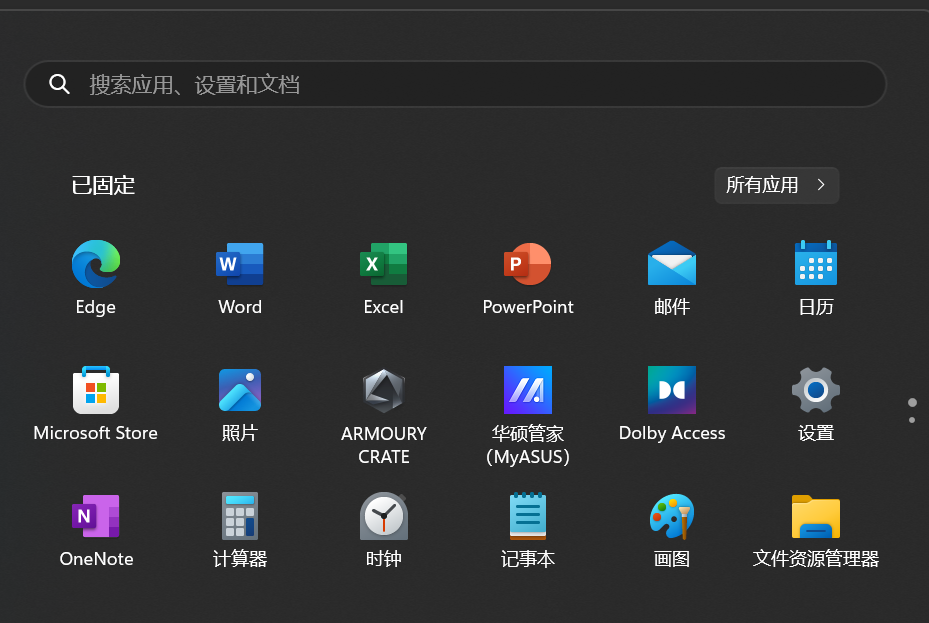 搜索应用、设置和文档
已固定
所有应用
Edge
Word
Excel
PowerPoint
邮件
日历
Microsoft Store
照片
ARMOURY
CRATE
华硕管家
(MyASUS)
Dolby Access
设置
OneNote
计算器
时钟
记事本
画图
文件资源管理器